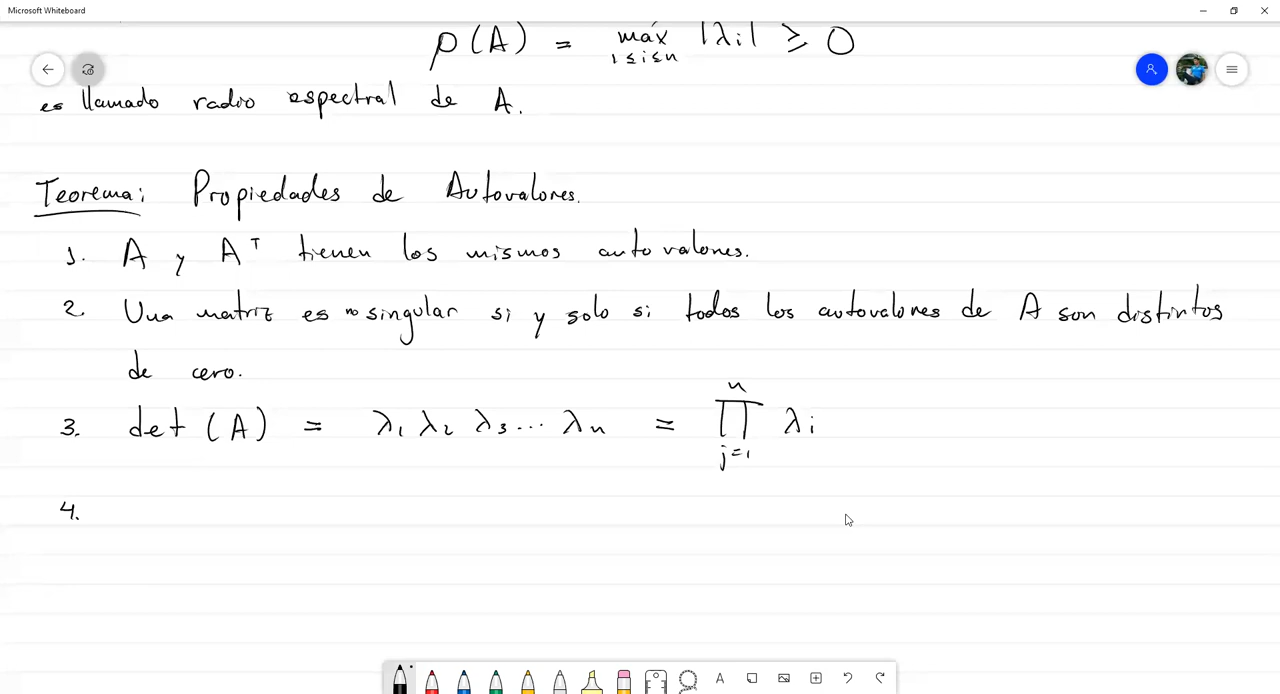 Microsoft Whiteboard
ρ(A) = máx |λi| ≥ 0
1≤i≤n
es llamado radio espectral de A.
Teorema: Propiedades de Autovalores.
1. A y Aᵀ tienen los mismos autovalores.
2. Una matriz es no singular si y solo si todos los autovalores de A son distintos
de cero.
n
3. det (A) = λ₁ λ₂ λ₃ ... λn = ∏ λi
j=1
4.
A